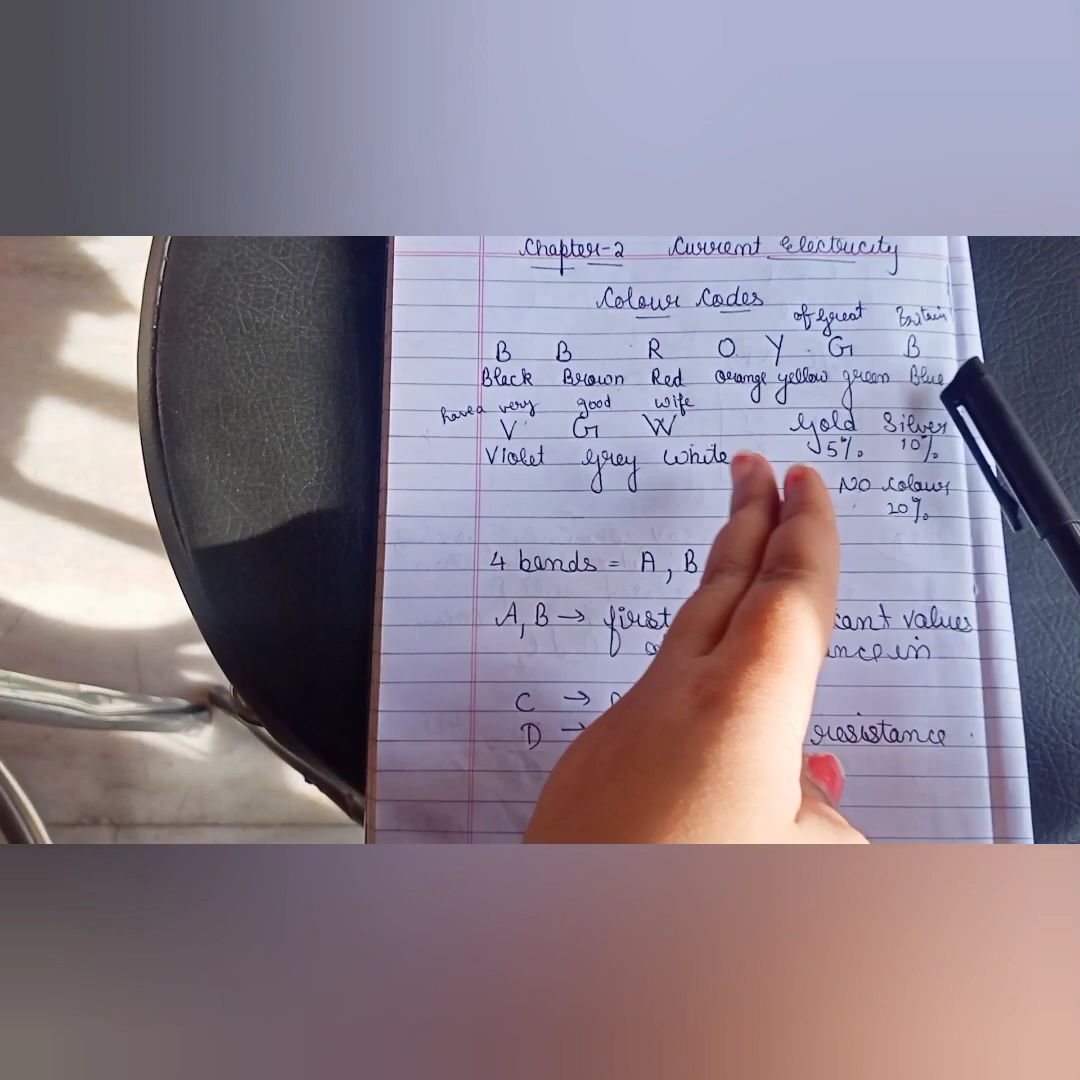 Chapter-2 Current Electricity
Colour Codes
of Great Britain
B B R O Y G B
Black Brown Red Orange yellow green Blue
have a very good wife
V G W Gold Silver
Violet grey white 5% 10%
NO colour
20%
4 bands = A, B
A, B → first values
C →
D → resistance